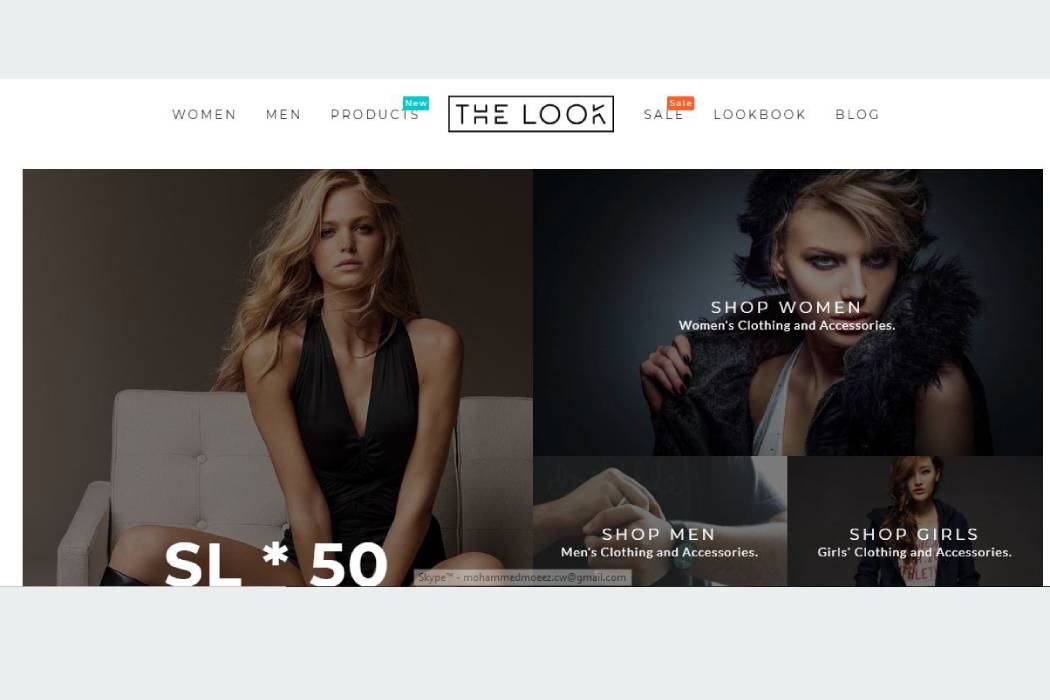 WOMEN
MEN
PRODUCTS
New
THE LOOK
SALE
Sale
LOOKBOOK
BLOG
SHOP WOMEN
Women's Clothing and Accessories.
SHOP MEN
Men's Clothing and Accessories.
SHOP GIRLS
Girls' Clothing and Accessories.
SL * 50
Skype™ - mohammedmoeez.cw@gmail.com